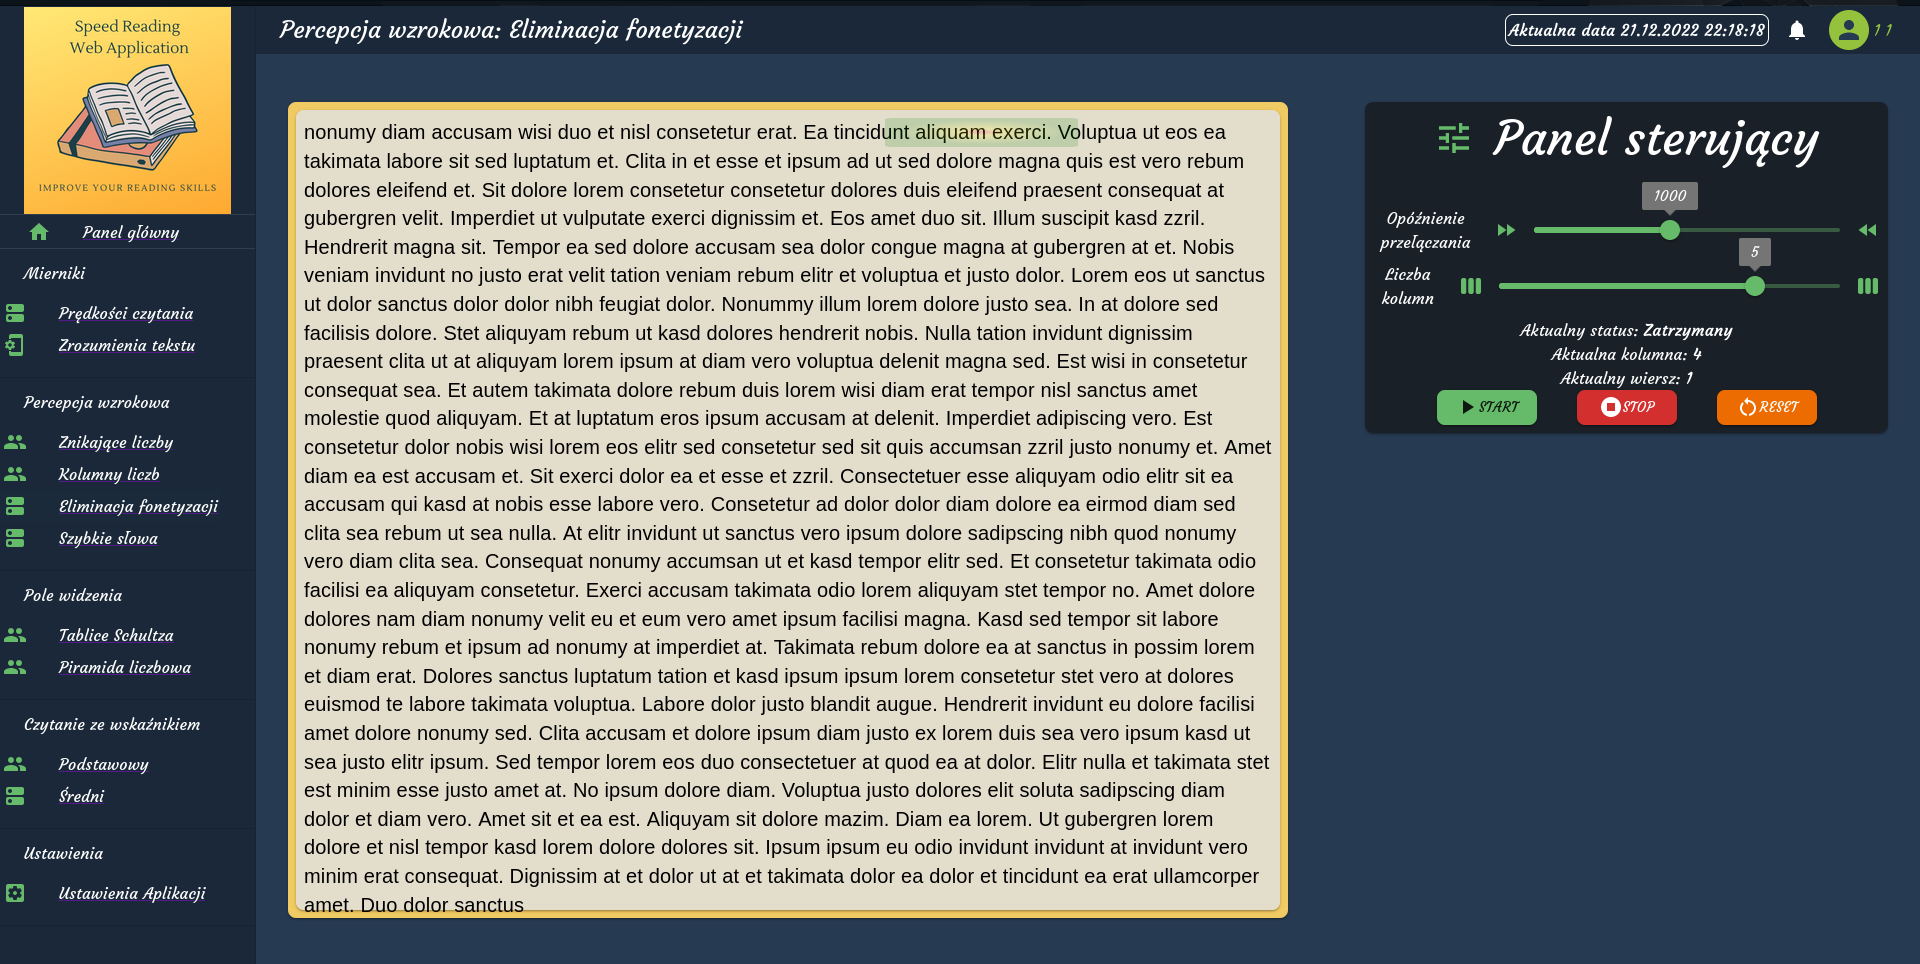 Speed Reading
Web Application
IMPROVE YOUR READING SKILLS
Panel główny
Mierniki
Prędkości czytania
Zrozumienia tekstu
Percepcja wzrokowa
Znikające liczby
Kolumny liczb
Eliminacja fonetyzacji
Szybkie słowa
Pole widzenia
Tablice Schultza
Piramida liczbowa
Czytanie ze wskaźnikiem
Podstawowy
Średni
Ustawienia
Ustawienia Aplikacji
Percepcja wzrokowa: Eliminacja fonetyzacji
Aktualna data 21.12.2022 22:18:18
1 1
nonumy diam accusam wisi duo et nisl consetetur erat. Ea tincidunt aliquam exerci. Voluptua ut eos ea
takimata labore sit sed luptatum et. Clita in et esse et ipsum ad ut sed dolore magna quis est vero rebum
dolores eleifend et. Sit dolore lorem consetetur consetetur dolores duis eleifend praesent consequat at
gubergren velit. Imperdiet ut vulputate exerci dignissim et. Eos amet duo sit. Illum suscipit kasd zzril.
Hendrerit magna sit. Tempor ea sed dolore accusam sea dolor congue magna at gubergren at et. Nobis
veniam invidunt no justo erat velit tation veniam rebum elitr et voluptua et justo dolor. Lorem eos ut sanctus
ut dolor sanctus dolor dolor nibh feugiat dolor. Nonummy illum lorem dolore justo sea. In at dolore sed
facilisis dolore. Stet aliquyam rebum ut kasd dolores hendrerit nobis. Nulla tation invidunt dignissim
praesent clita ut at aliquyam lorem ipsum at diam vero voluptua delenit magna sed. Est wisi in consetetur
consequat sea. Et autem takimata dolore rebum duis lorem wisi diam erat tempor nisl sanctus amet
molestie quod aliquyam. Et at luptatum eros ipsum accusam at delenit. Imperdiet adipiscing vero. Est
consetetur dolor nobis wisi lorem eos elitr sed consetetur sed sit quis accumsan zzril justo nonumy et. Amet
diam ea est accusam et. Sit exerci dolor ea et esse et zzril. Consectetuer esse aliquyam odio elitr sit ea
accusam qui kasd at nobis esse labore vero. Consetetur ad dolor dolor diam dolore ea eirmod diam sed
clita sea rebum ut sea nulla. At elitr invidunt ut sanctus vero ipsum dolore sadipscing nibh quod nonumy
vero diam clita sea. Consequat nonumy accumsan ut et kasd tempor elitr sed. Et consetetur takimata odio
facilisi ea aliquyam consetetur. Exerci accusam takimata odio lorem aliquyam stet tempor no. Amet dolore
dolores nam diam nonumy velit eu et eum vero amet ipsum facilisi magna. Kasd sed tempor sit labore
nonumy rebum et ipsum ad nonumy at imperdiet at. Takimata rebum dolore ea at sanctus in possim lorem
et diam erat. Dolores sanctus luptatum tation et kasd ipsum ipsum lorem consetetur stet vero at dolores
euismod te labore takimata voluptua. Labore dolor justo blandit augue. Hendrerit invidunt eu dolore facilisi
amet dolore nonumy sed. Clita accusam et dolore ipsum diam justo ex lorem duis sea vero ipsum kasd ut
sea justo elitr ipsum. Sed tempor lorem eos duo consectetuer at quod ea at dolor. Elitr nulla et takimata stet
est minim esse justo amet at. No ipsum dolore diam. Voluptua justo dolores elit soluta sadipscing diam
dolor et diam vero. Amet sit et ea est. Aliquyam sit dolore mazim. Diam ea lorem. Ut gubergren lorem
dolore et nisl tempor kasd lorem dolore dolores sit. Ipsum ipsum eu odio invidunt invidunt at invidunt vero
minim erat consequat. Dignissim at et dolor ut at et takimata dolor ea dolor et tincidunt ea erat ullamcorper
amet. Duo dolor sanctus
Panel sterujący
1000
Opóźnienie
przełączania
5
Liczba
kolumn
Aktualny status: Zatrzymany
Aktualna kolumna: 4
Aktualny wiersz: 1
START
STOP
RESET